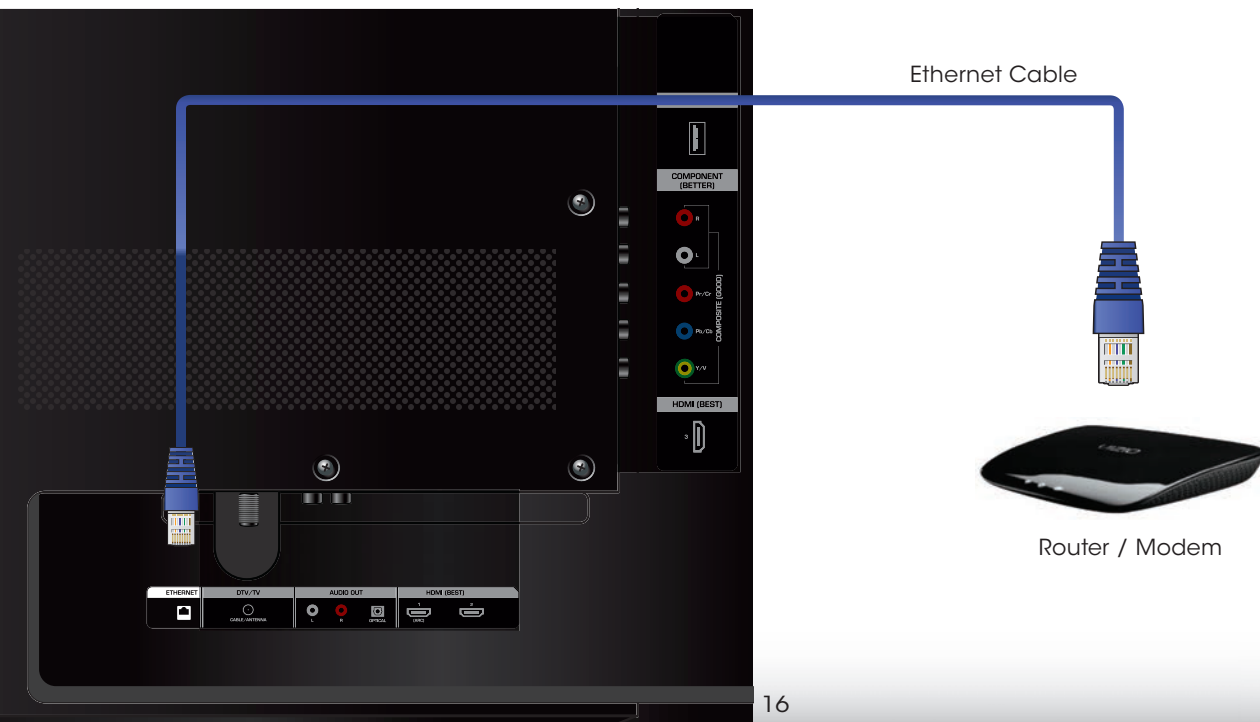 Ethernet Cable
COMPONENT
(BETTER)
R
L
Pr/Cr
Pb/Cb
Y/V
COMPOSITE (GOOD)
HDMI (BEST)
3
VIZIO
Router / Modem
ETHERNET
DTV/TV
CABLE/ANTENNA
AUDIO OUT
L
R
OPTICAL
HDMI (BEST)
1
(ARC)
2
16